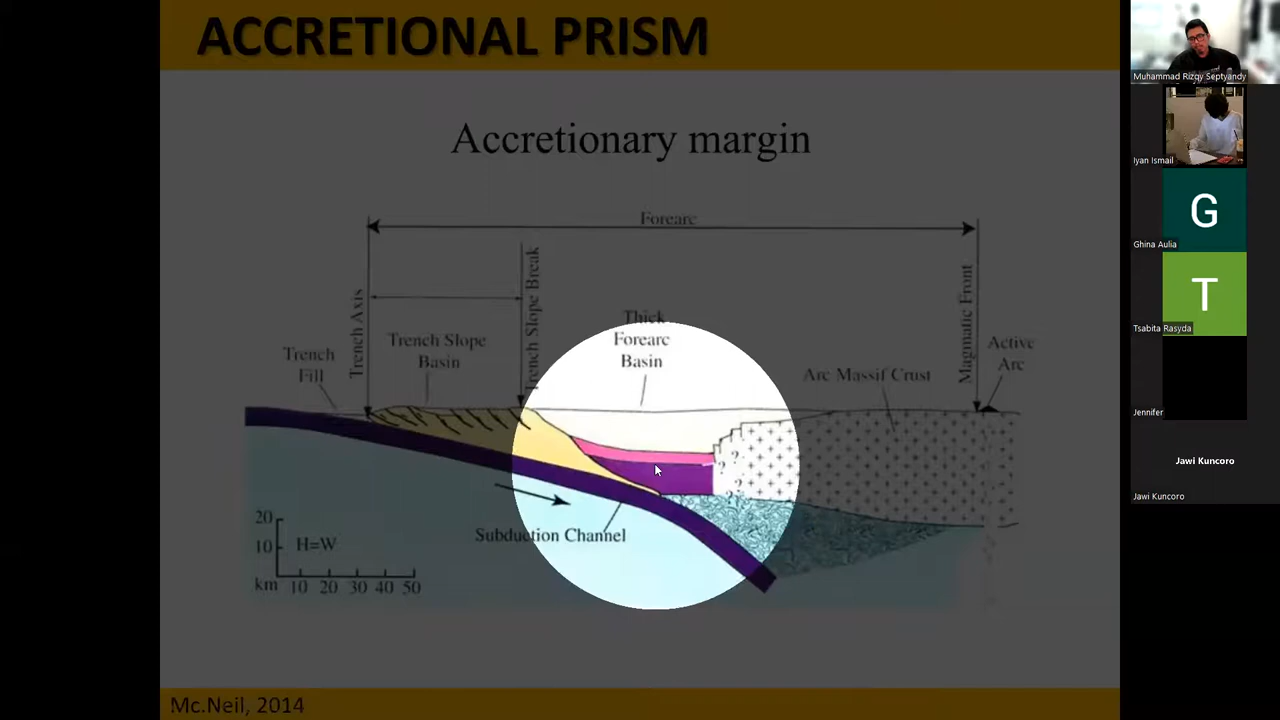 ACCRETIONAL PRISM
Accretionary margin
Forearc
Trench Axis
Trench Slope Break
Magmatic Front
Thick
Forearc
Basin
Trench Slope
Basin
Trench
Fill
Arc Massif Crust
Active
Arc
?
?
?
??
Subduction Channel
20
10
km
H=W
10 20 30 40 50
Mc.Neil, 2014
Muhammad Rizqy Septyandy
Iyan Ismail
G
Ghina Aulia
T
Tsabita Rasyda
Jennifer
Jawi Kuncoro
Jawi Kuncoro